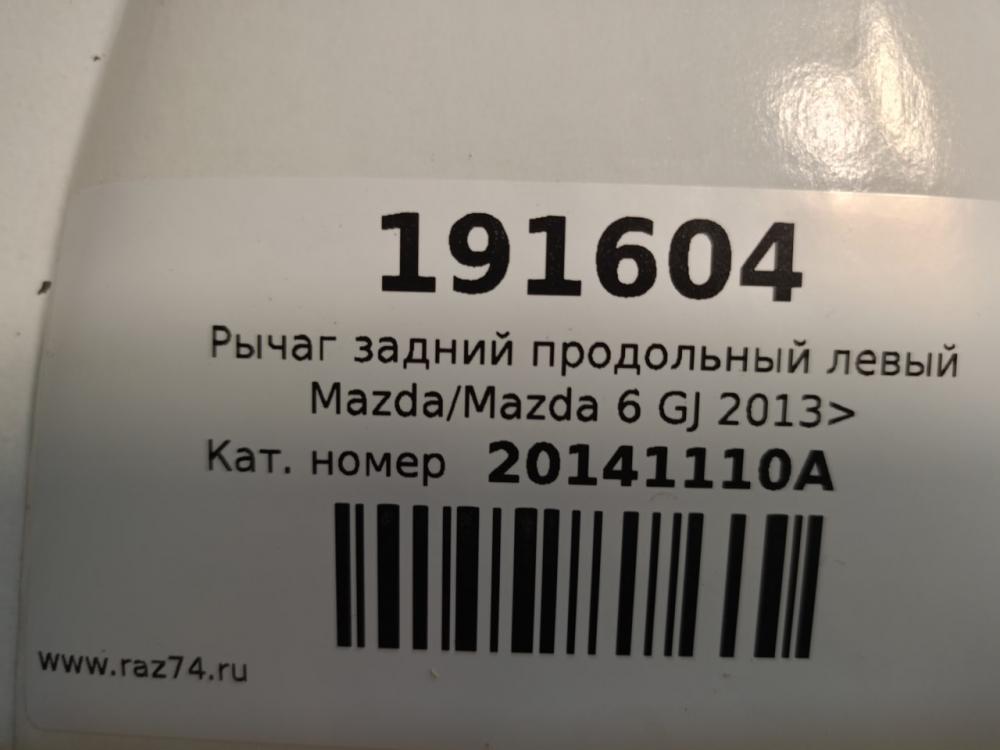 191604
Рычаг задний продольный левый
Mazda/Mazda 6 GJ 2013>
Кат. номер 20141110A
www.raz74.ru